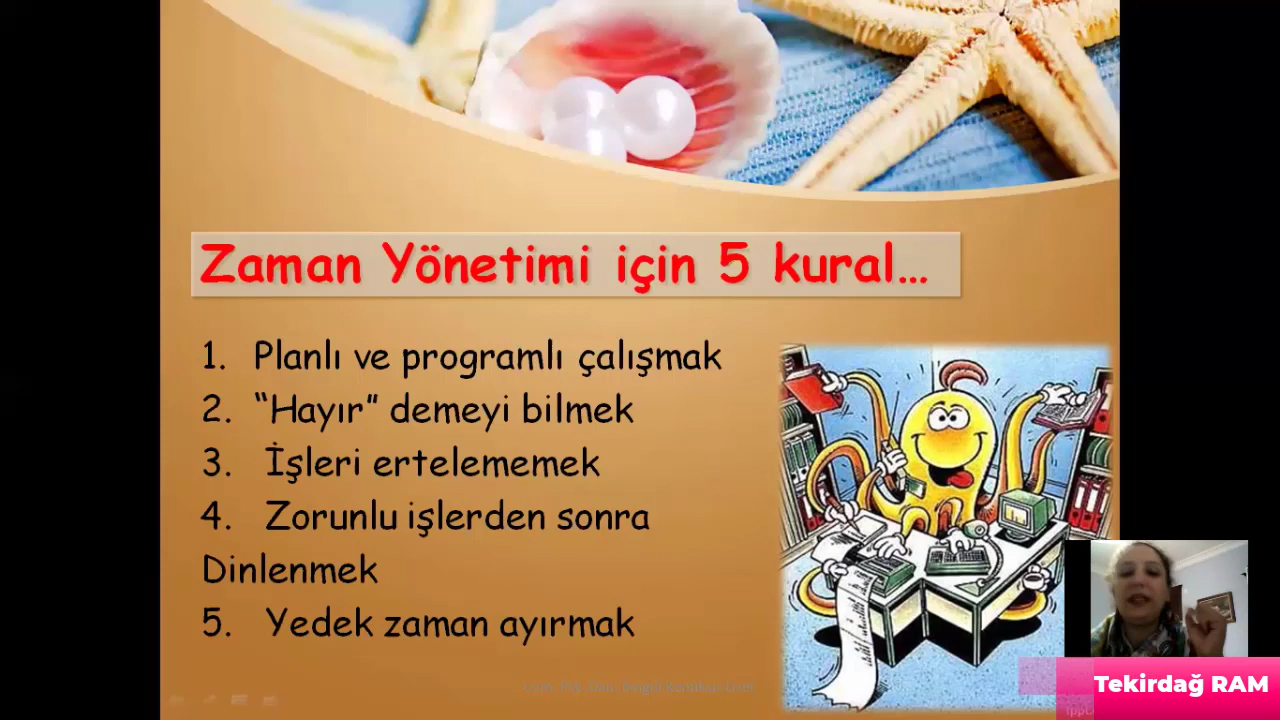 Zaman Yönetimi için 5 kural...
1. Planlı ve programlı çalışmak
2. “Hayır” demeyi bilmek
3. İşleri ertelememek
4. Zorunlu işlerden sonra
Dinlenmek
5. Yedek zaman ayırmak
Tekirdağ RAM